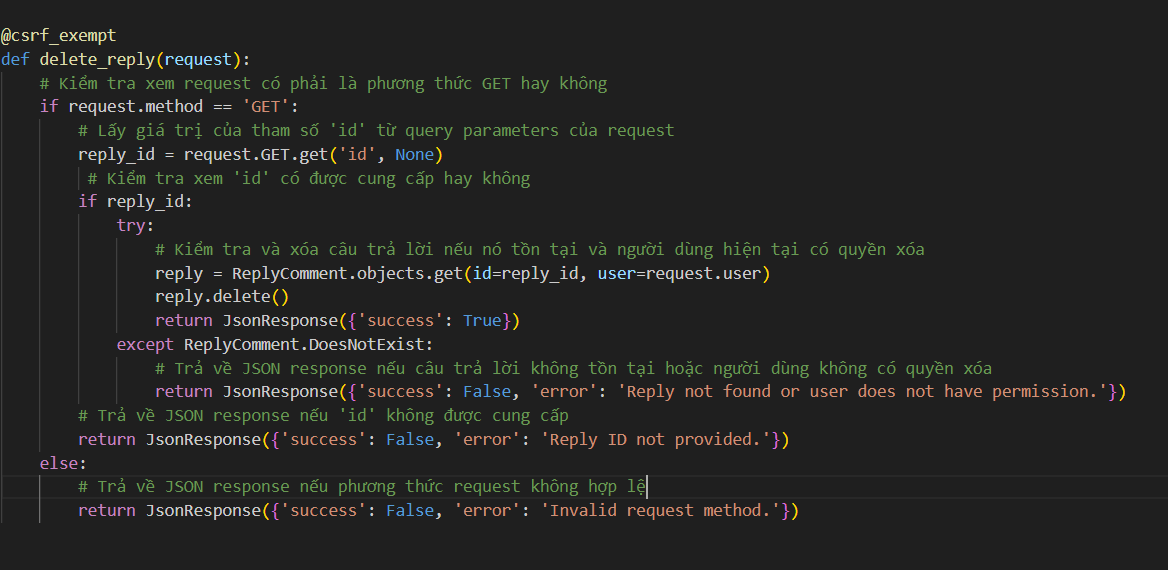 @csrf_exempt
def delete_reply(request):
    # Kiểm tra xem request có phải là phương thức GET hay không
    if request.method == 'GET':
        # Lấy giá trị của tham số 'id' từ query parameters của request
        reply_id = request.GET.get('id', None)
         # Kiểm tra xem 'id' có được cung cấp hay không
        if reply_id:
            try:
                # Kiểm tra và xóa câu trả lời nếu nó tồn tại và người dùng hiện tại có quyền xóa
                reply = ReplyComment.objects.get(id=reply_id, user=request.user)
                reply.delete()
                return JsonResponse({'success': True})
            except ReplyComment.DoesNotExist:
                # Trả về JSON response nếu câu trả lời không tồn tại hoặc người dùng không có quyền xóa
                return JsonResponse({'success': False, 'error': 'Reply not found or user does not have permission.'})
        # Trả về JSON response nếu 'id' không được cung cấp
        return JsonResponse({'success': False, 'error': 'Reply ID not provided.'})
    else:
        # Trả về JSON response nếu phương thức request không hợp lệ
        return JsonResponse({'success': False, 'error': 'Invalid request method.'})